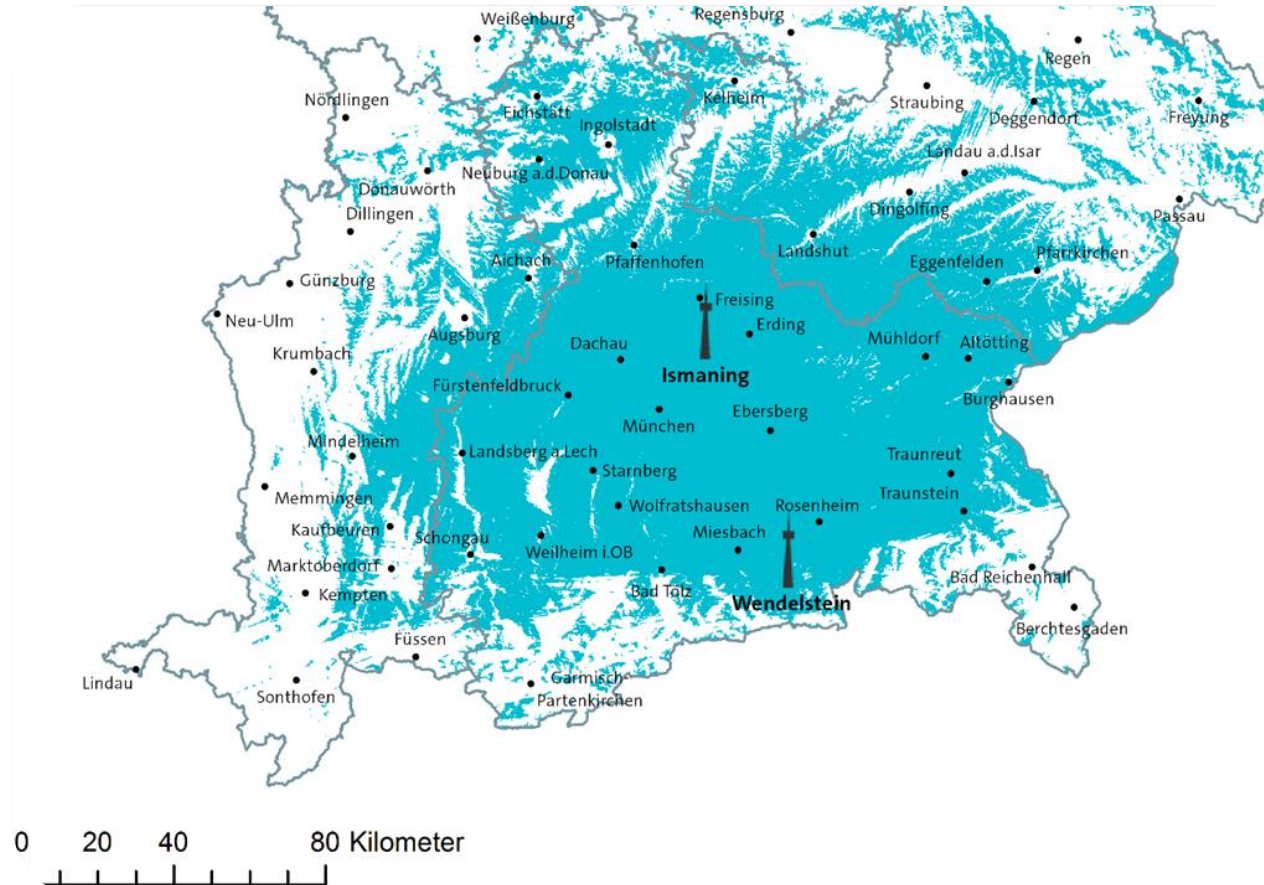 Weißenburg
Regensburg
Regen
Nördlingen
Eichstätt
Kelheim
Straubing
Deggendorf
Freyung
Ingolstadt
Neuburg a.d.Donau
Landau a.d.Isar
Donauwörth
Dillingen
Dingolfing
Passau
Landshut
Pfaffenhofen
Aichach
Eggenfelden
Pfarrkirchen
Günzburg
Freising
Neu-Ulm
Augsburg
Erding
Krumbach
Dachau
Mühldorf
Altötting
Ismaning
Fürstenfeldbruck
Burghausen
Ebersberg
München
Mindelheim
Landsberg a.Lech
Traunreut
Starnberg
Memmingen
Traunstein
Wolfratshausen
Rosenheim
Kaufbeuren
Schongau
Miesbach
Weilheim i.OB
Marktoberdorf
Bad Reichenhall
Kempten
Bad Tölz
Wendelstein
Berchtesgaden
Füssen
Lindau
Sonthofen
Garmisch-
Partenkirchen
0 20 40 80 Kilometer